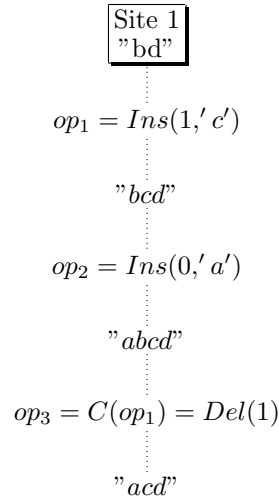 Site 1
”bd”
op₁ = Ins(1,′ c′)
”bcd”
op₂ = Ins(0,′ a′)
”abcd”
op₃ = C(op₁) = Del(1)
”acd”